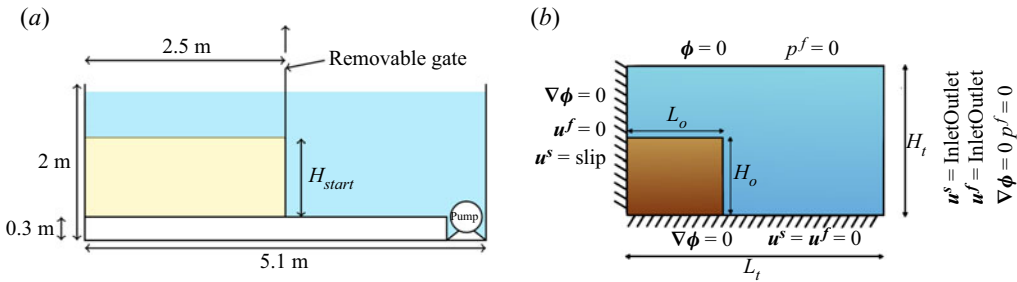 (a)
2.5 m
Removable gate
2 m
H_start
0.3 m
Pump
5.1 m
(b)
ϕ = 0 p^f = 0
∇ϕ = 0
u^f = 0
u^s = slip
L_o
H_o
H_t
u^s = InletOutlet
u^f = InletOutlet
∇ϕ = 0 p^f = 0
∇ϕ = 0 u^s = u^f = 0
L_t